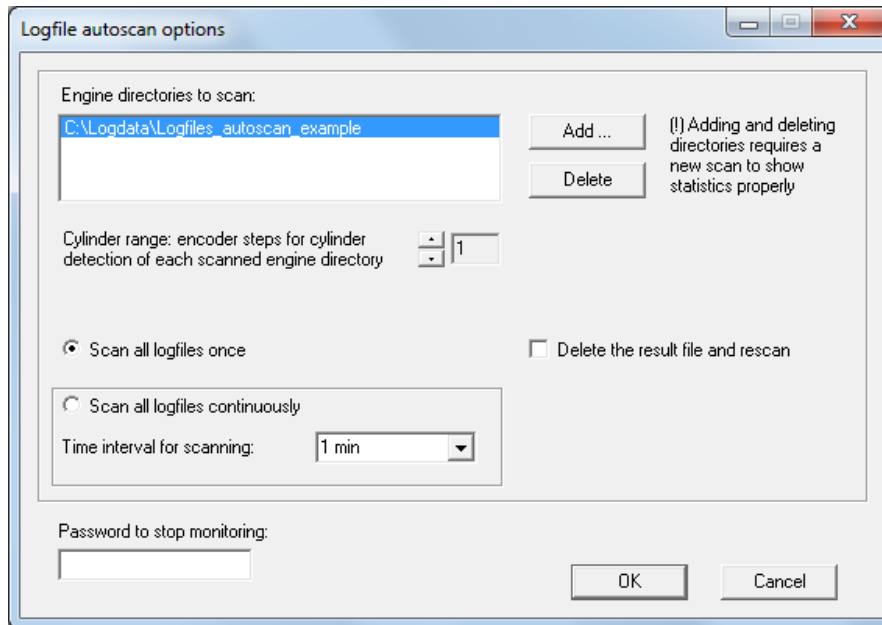 Logfile autoscan options
Engine directories to scan:
C:\Logdata\Logfiles_autoscan_example
Add ...
Delete
(!) Adding and deleting
directories requires a
new scan to show
statistics properly
Cylinder range: encoder steps for cylinder
detection of each scanned engine directory
1
Scan all logfiles once
Delete the result file and rescan
Scan all logfiles continuously
Time interval for scanning:
1 min
Password to stop monitoring:
OK
Cancel